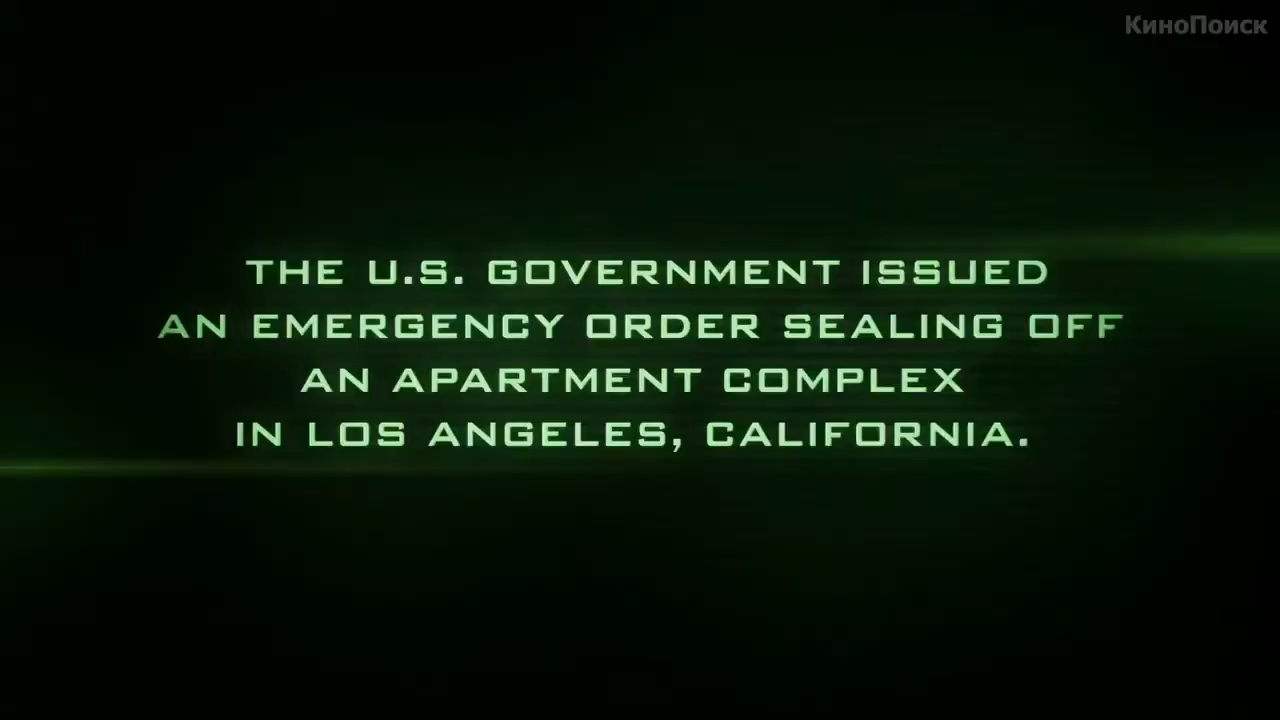 КиноПоиск
THE U.S. GOVERNMENT ISSUED
AN EMERGENCY ORDER SEALING OFF
AN APARTMENT COMPLEX
IN LOS ANGELES, CALIFORNIA.